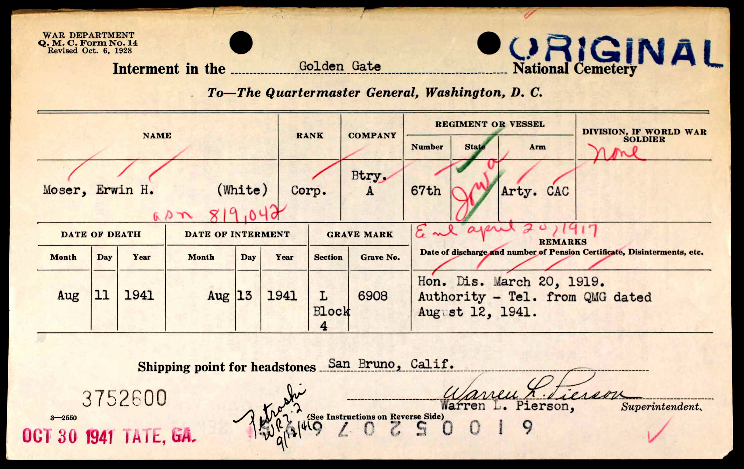 WAR DEPARTMENT
Q. M. C. Form No. 14
Revised Oct. 6, 1928
ORIGINAL
Interment in the Golden Gate National Cemetery
To—The Quartermaster General, Washington, D. C.
NAME
RANK
COMPANY
REGIMENT OR VESSEL
DIVISION, IF WORLD WAR SOLDIER
Number
State
Arm
None
Moser, Erwin H. (White)
Corp.
Btry.
A
67th
Iowa
Arty. CAC
asn 819,042
Enl april 20, 1917
DATE OF DEATH
DATE OF INTERMENT
GRAVE MARK
REMARKS
Date of discharge and number of Pension Certificate, Disinterments, etc.
Month
Day
Year
Month
Day
Year
Section
Grave No.
Aug
11
1941
Aug
13
1941
L
Block
4
6908
Hon. Dis. March 20, 1919.
Authority - Tel. from QMG dated
August 12, 1941.
Shipping point for headstones San Bruno, Calif.
3752600
Warren L. Pierson
Warren L. Pierson, Superintendent.
3—2550
(See Instructions on Reverse Side)
OCT 30 1941 TATE, GA.